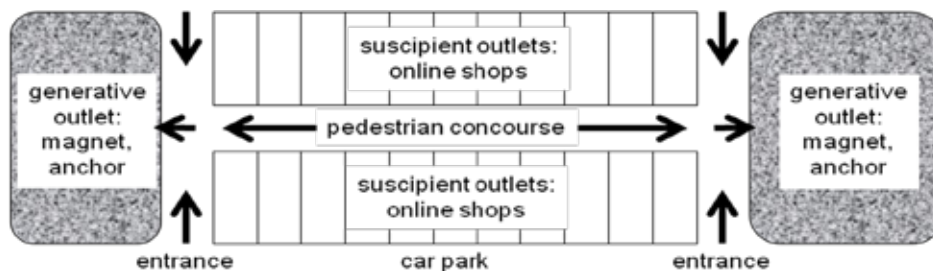 suscipient outlets:
online shops
generative
outlet:
magnet,
anchor
pedestrian concourse
generative
outlet:
magnet,
anchor
suscipient outlets:
online shops
entrance
car park
entrance